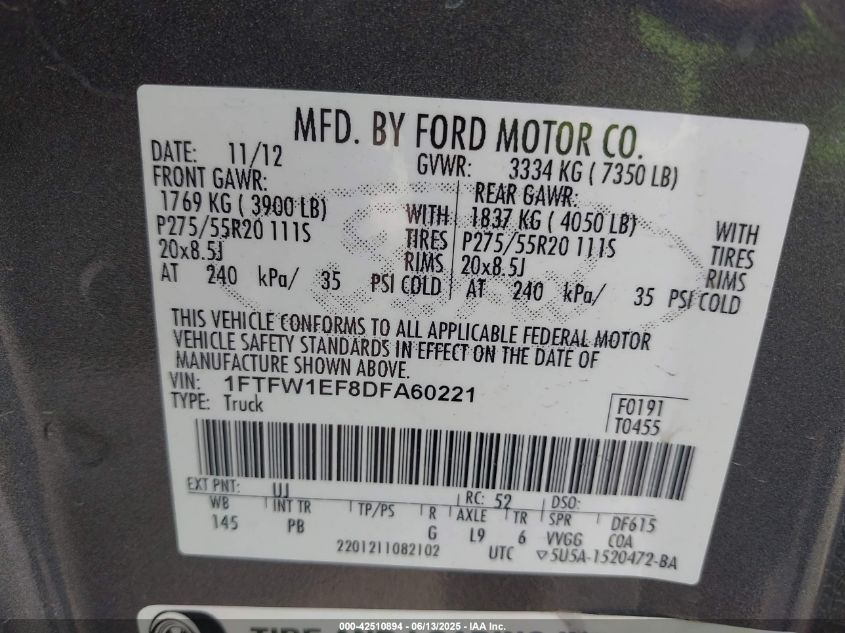 MFD. BY FORD MOTOR CO.
DATE: 11/12 GVWR: 3334 KG ( 7350 LB)
FRONT GAWR: REAR GAWR:
1769 KG ( 3900 LB) WITH 1837 KG ( 4050 LB) WITH
P275/55R20 111S TIRES P275/55R20 111S TIRES
20x8.5J RIMS 20x8.5J RIMS
AT 240 kPa/ 35 PSI COLD AT 240 kPa/ 35 PSI COLD
THIS VEHICLE CONFORMS TO ALL APPLICABLE FEDERAL MOTOR
VEHICLE SAFETY STANDARDS IN EFFECT ON THE DATE OF
MANUFACTURE SHOWN ABOVE.
VIN: 1FTFW1EF8DFA60221
TYPE: Truck
F0191
T0455
EXT PNT: UJ RC: 52 DSO:
WB INT TR TP/PS R AXLE TR SPR DF615
145 PB G L9 6 VVGG COA
2201211082102 UTC ▽5U5A-1520472-BA
TIRE
000-42510894 - 06/13/2025 - IAA Inc.